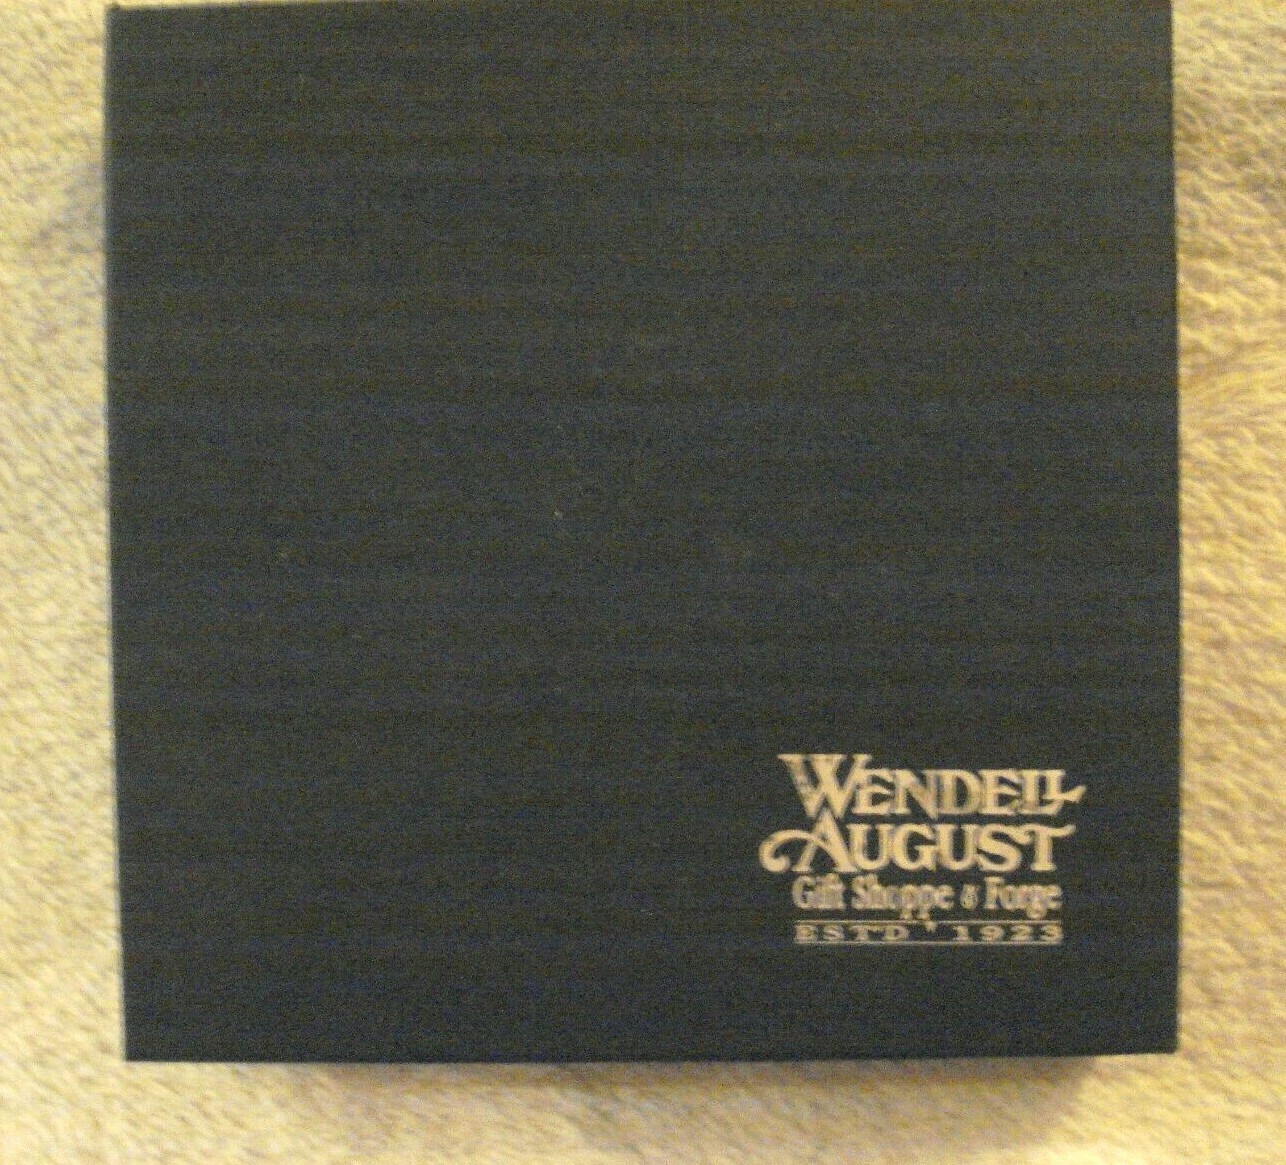 WENDELL
AUGUST
Gift Shoppe & Forge
ESTD 1923